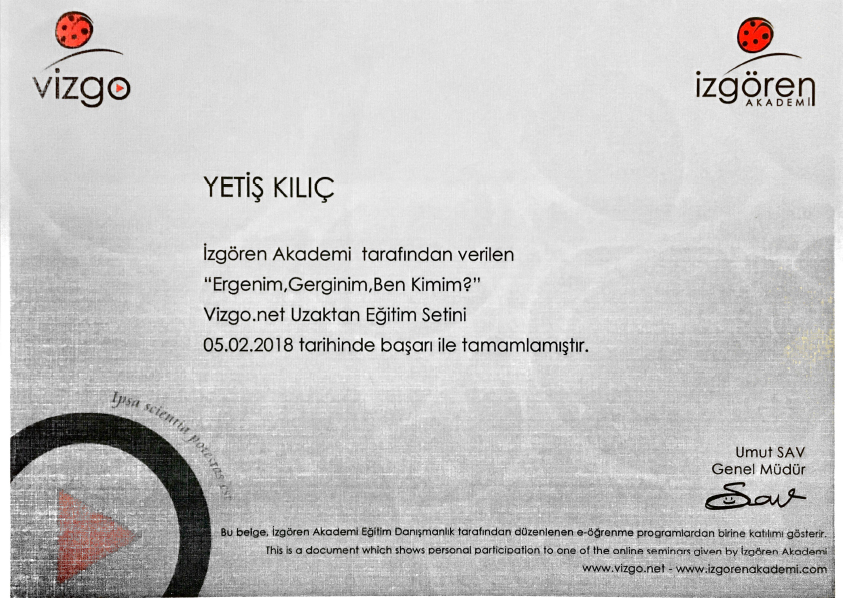 vizgo
izgören
AKADEMİ
YETİŞ KILIÇ
İzgören Akademi tarafından verilen
“Ergenim,Gerginim,Ben Kimim?”
Vizgo.net Uzaktan Eğitim Setini
05.02.2018 tarihinde başarı ile tamamlamıştır.
Ipsa scientia potestas est
Umut SAV
Genel Müdür
Sav
Bu belge, İzgören Akademi Eğitim Danışmanlık tarafından düzenlenen e-öğrenme programlardan birine katılımı gösterir.
This is a document which shows personal participation to one of the online seminars given by İzgören Akademi
www.vizgo.net - www.izgorenakademi.com